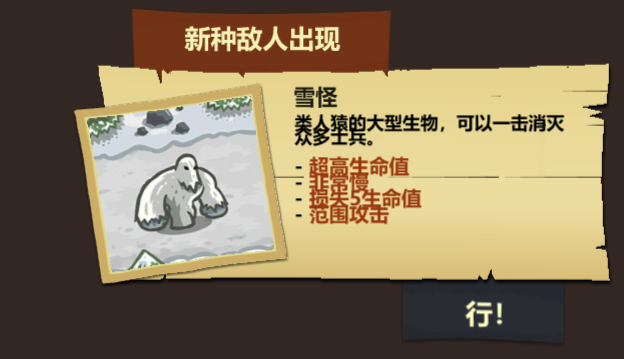 新种敌人出现
雪怪
类人猿的大型生物，可以一击消灭
众多士兵。
- 超高生命值
- 非常慢
- 损失5生命值
- 范围攻击
行!